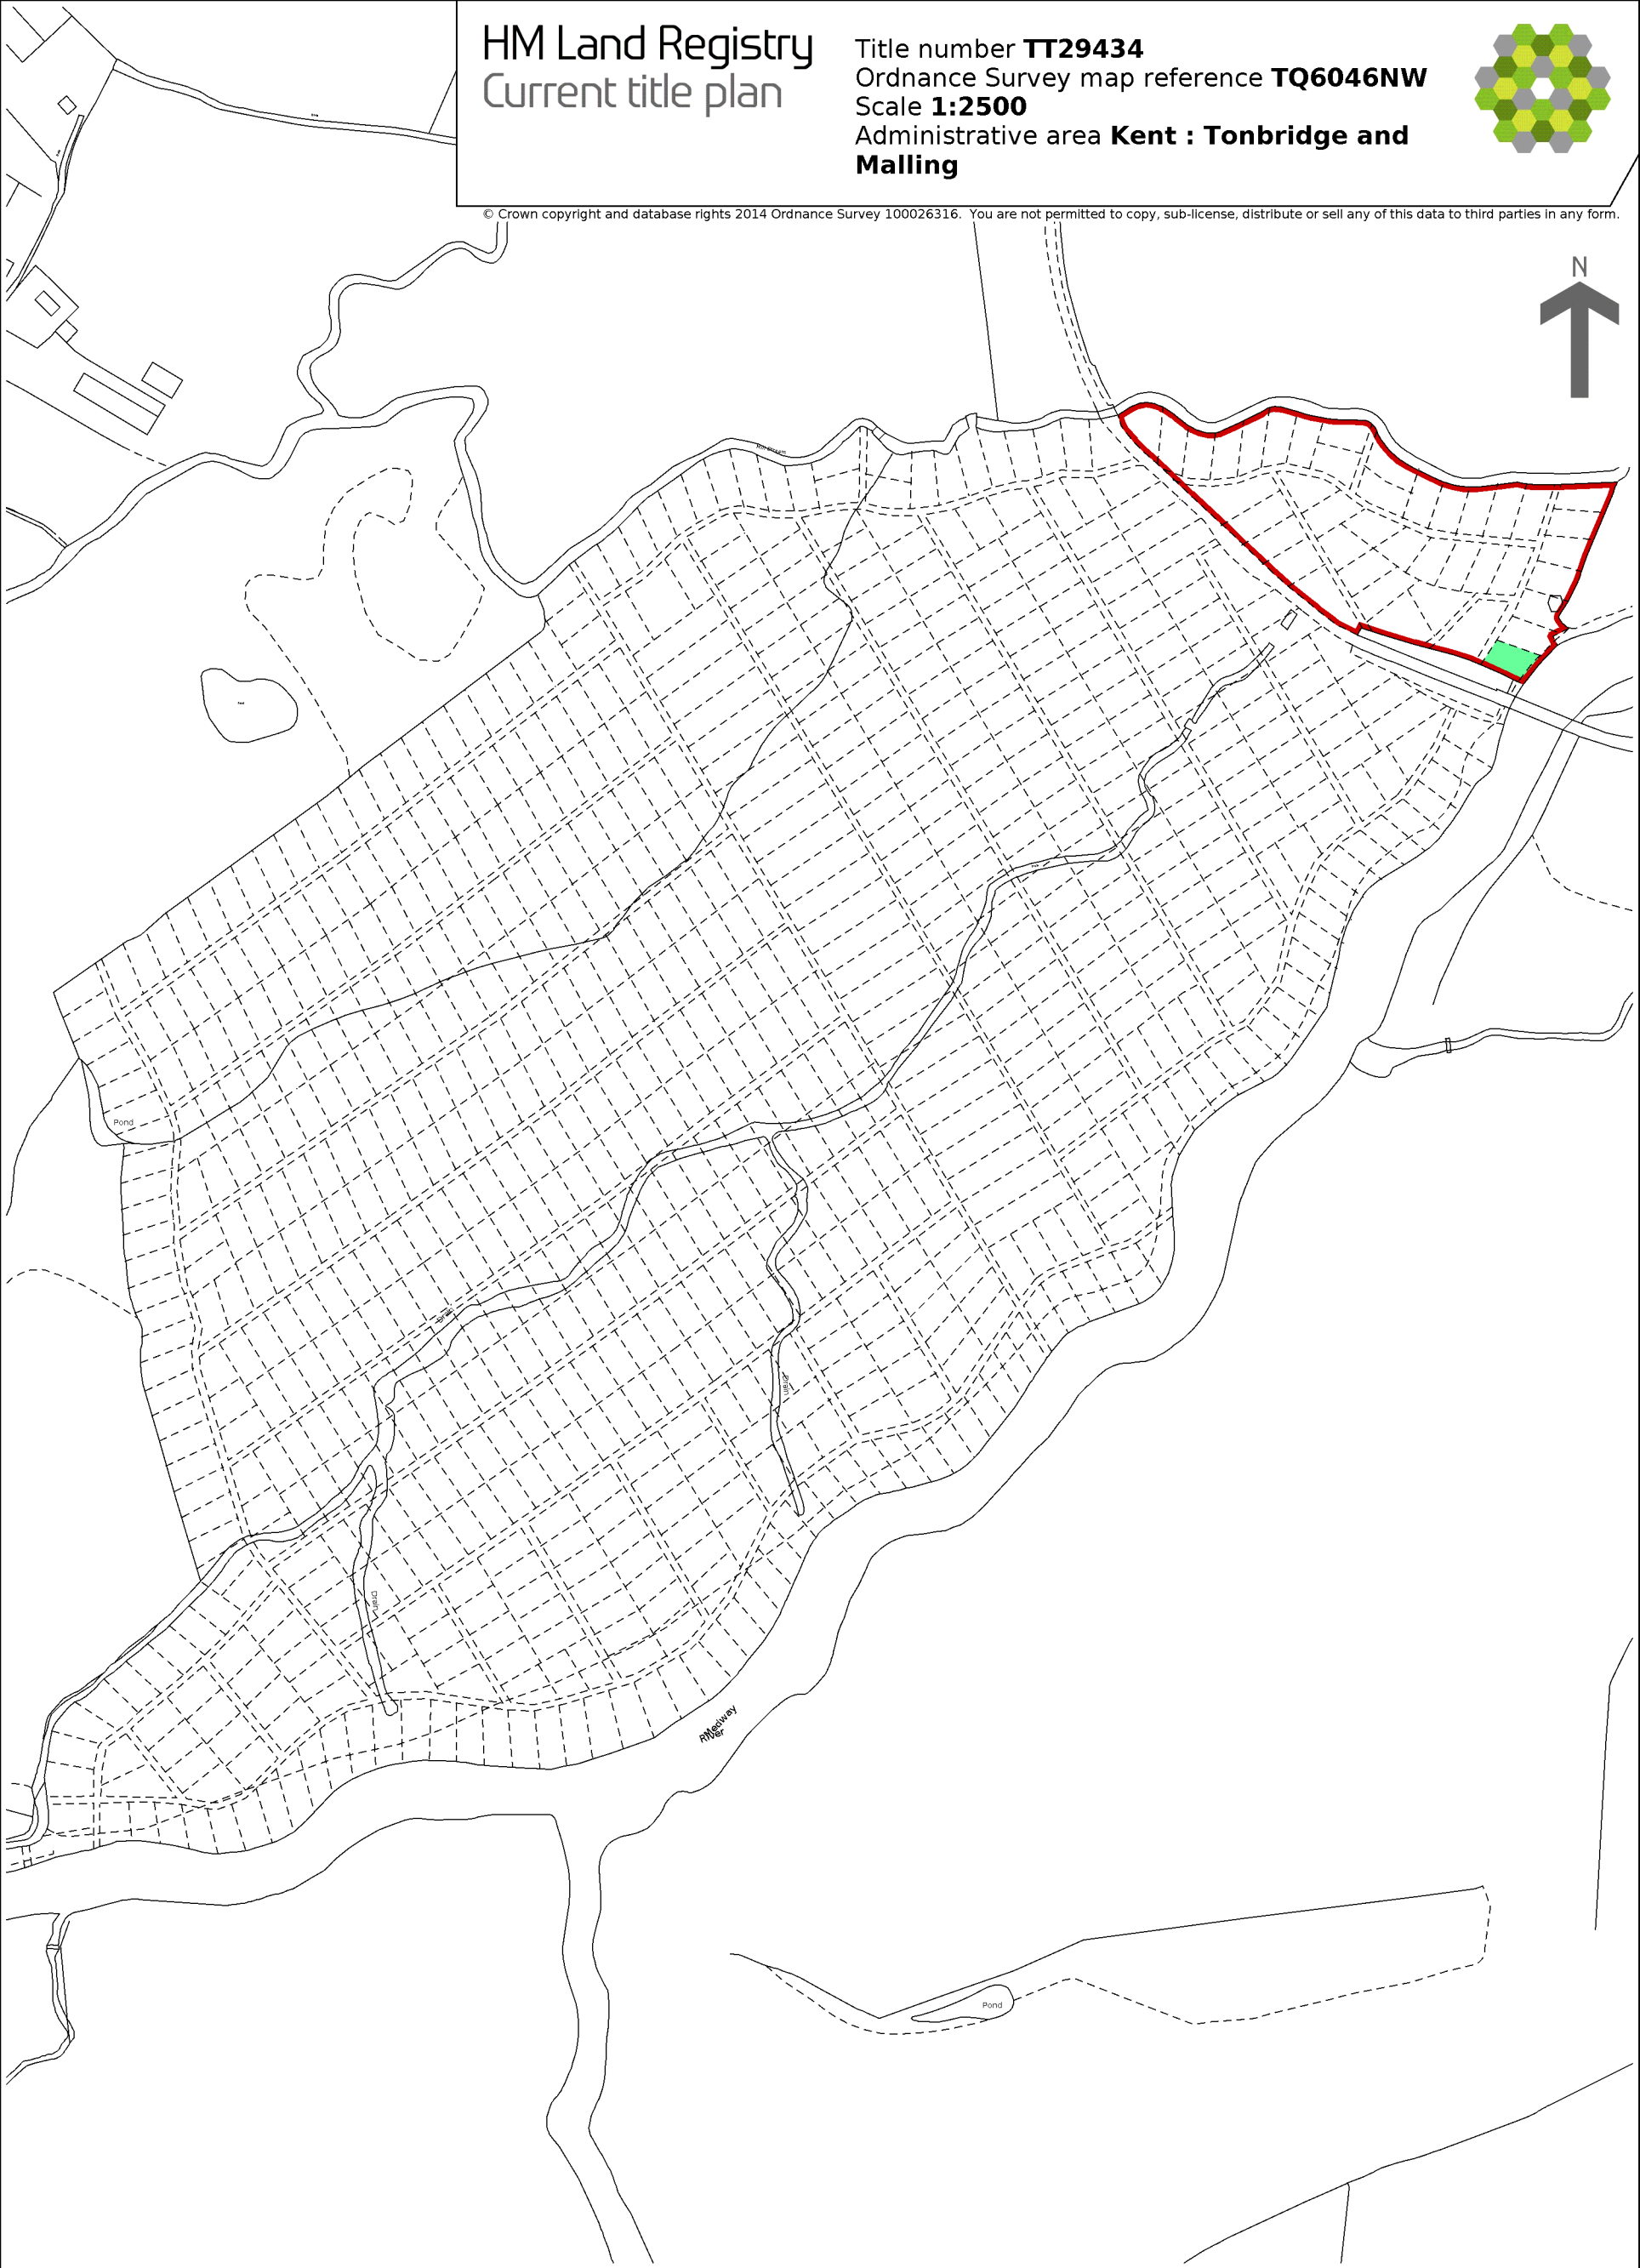 HM Land Registry
Current title plan
Title number TT29434
Ordnance Survey map reference TQ6046NW
Scale 1:2500
Administrative area Kent : Tonbridge and
Malling
© Crown copyright and database rights 2014 Ordnance Survey 100026316. You are not permitted to copy, sub-license, distribute or sell any of this data to third parties in any form.
N
Pond
Drain
Drain
Drain
River
Medway
Pond